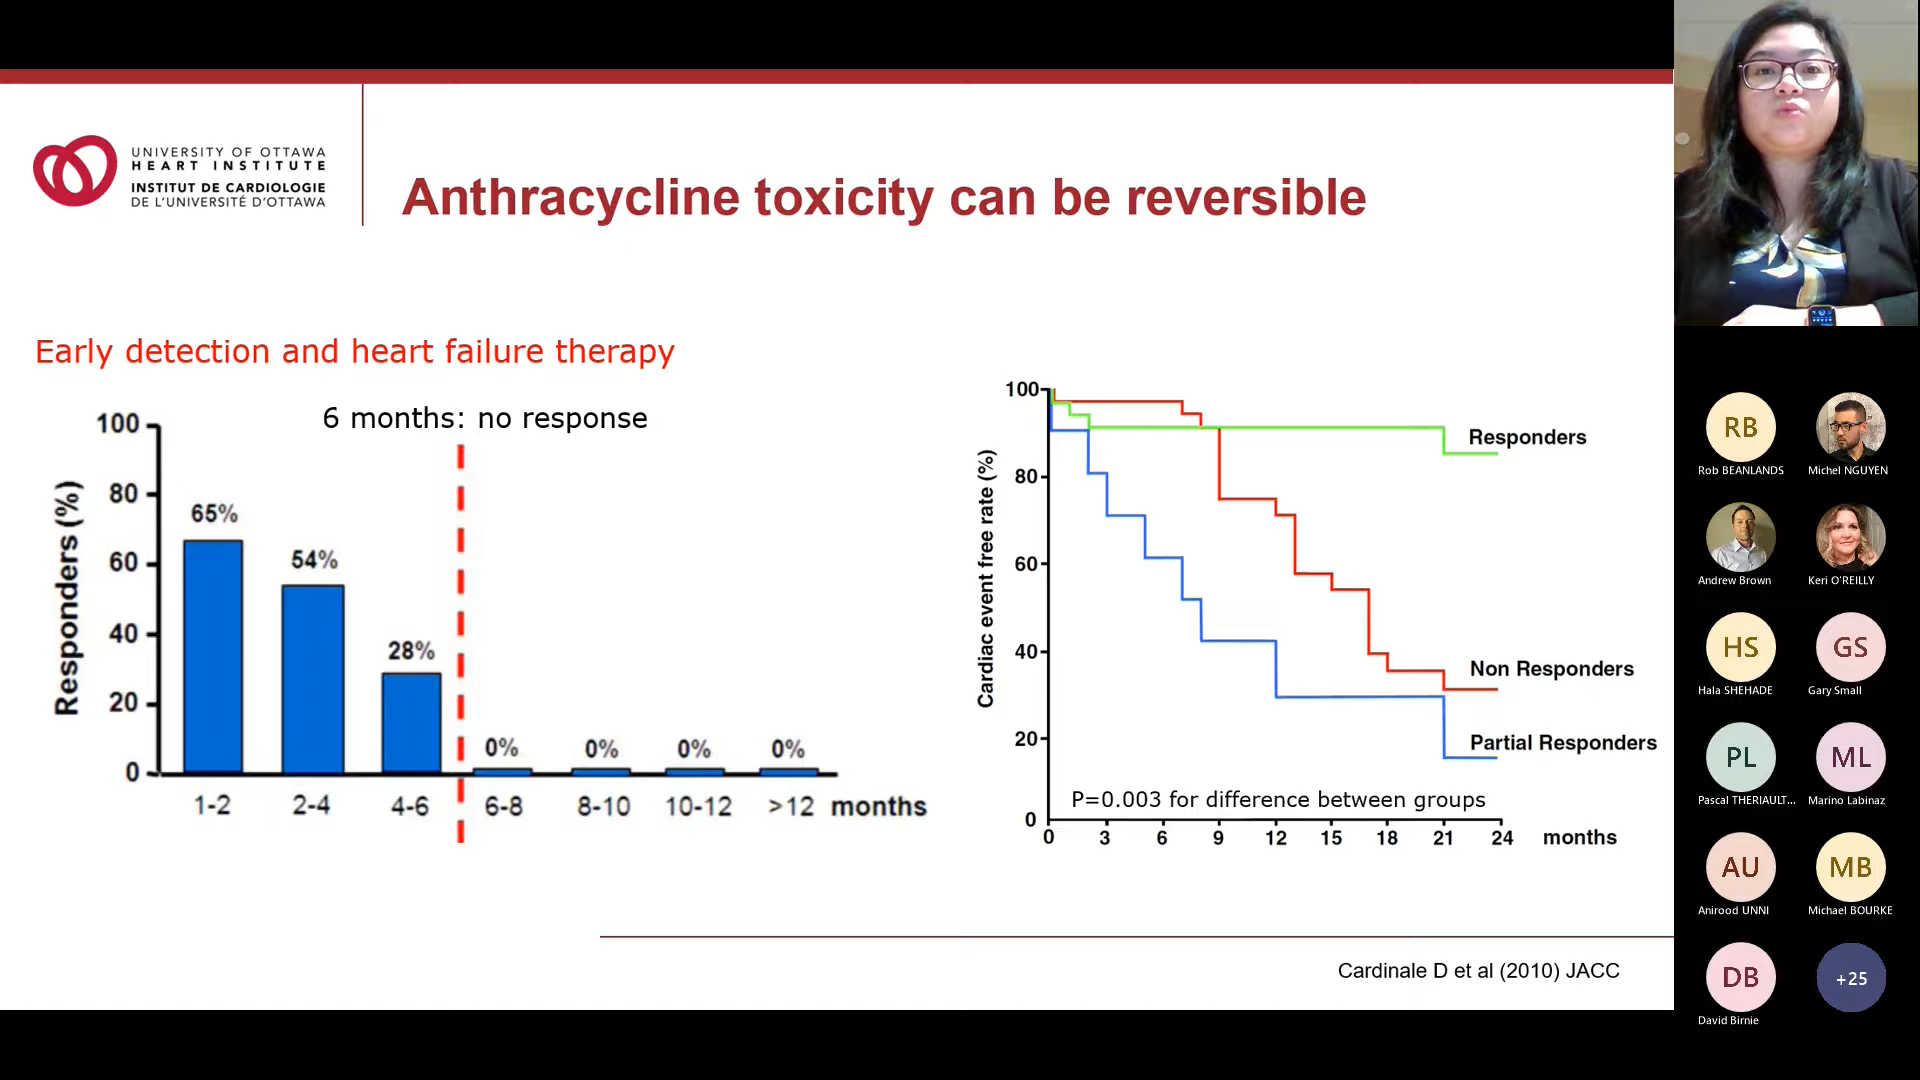 UNIVERSITY OF OTTAWA
HEART INSTITUTE
INSTITUT DE CARDIOLOGIE
DE L'UNIVERSITÉ D'OTTAWA
Anthracycline toxicity can be reversible
Early detection and heart failure therapy
6 months: no response
Responders (%)
100
80
60
40
20
0
65%
54%
28%
0%
0%
0%
0%
1-2
2-4
4-6
6-8
8-10
10-12
>12
months
Cardiac event free rate (%)
100
80
60
40
20
0
Responders
Non Responders
Partial Responders
P=0.003 for difference between groups
0
3
6
9
12
15
18
21
24
months
Cardinale D et al (2010) JACC
RB
Rob BEANLANDS
Michel NGUYEN
Andrew Brown
Keri O'REILLY
HS
Hala SHEHADE
GS
Gary Small
PL
Pascal THERIAULT...
ML
Marino Labinaz
AU
Anirood UNNI
MB
Michael BOURKE
DB
David Birnie
+25